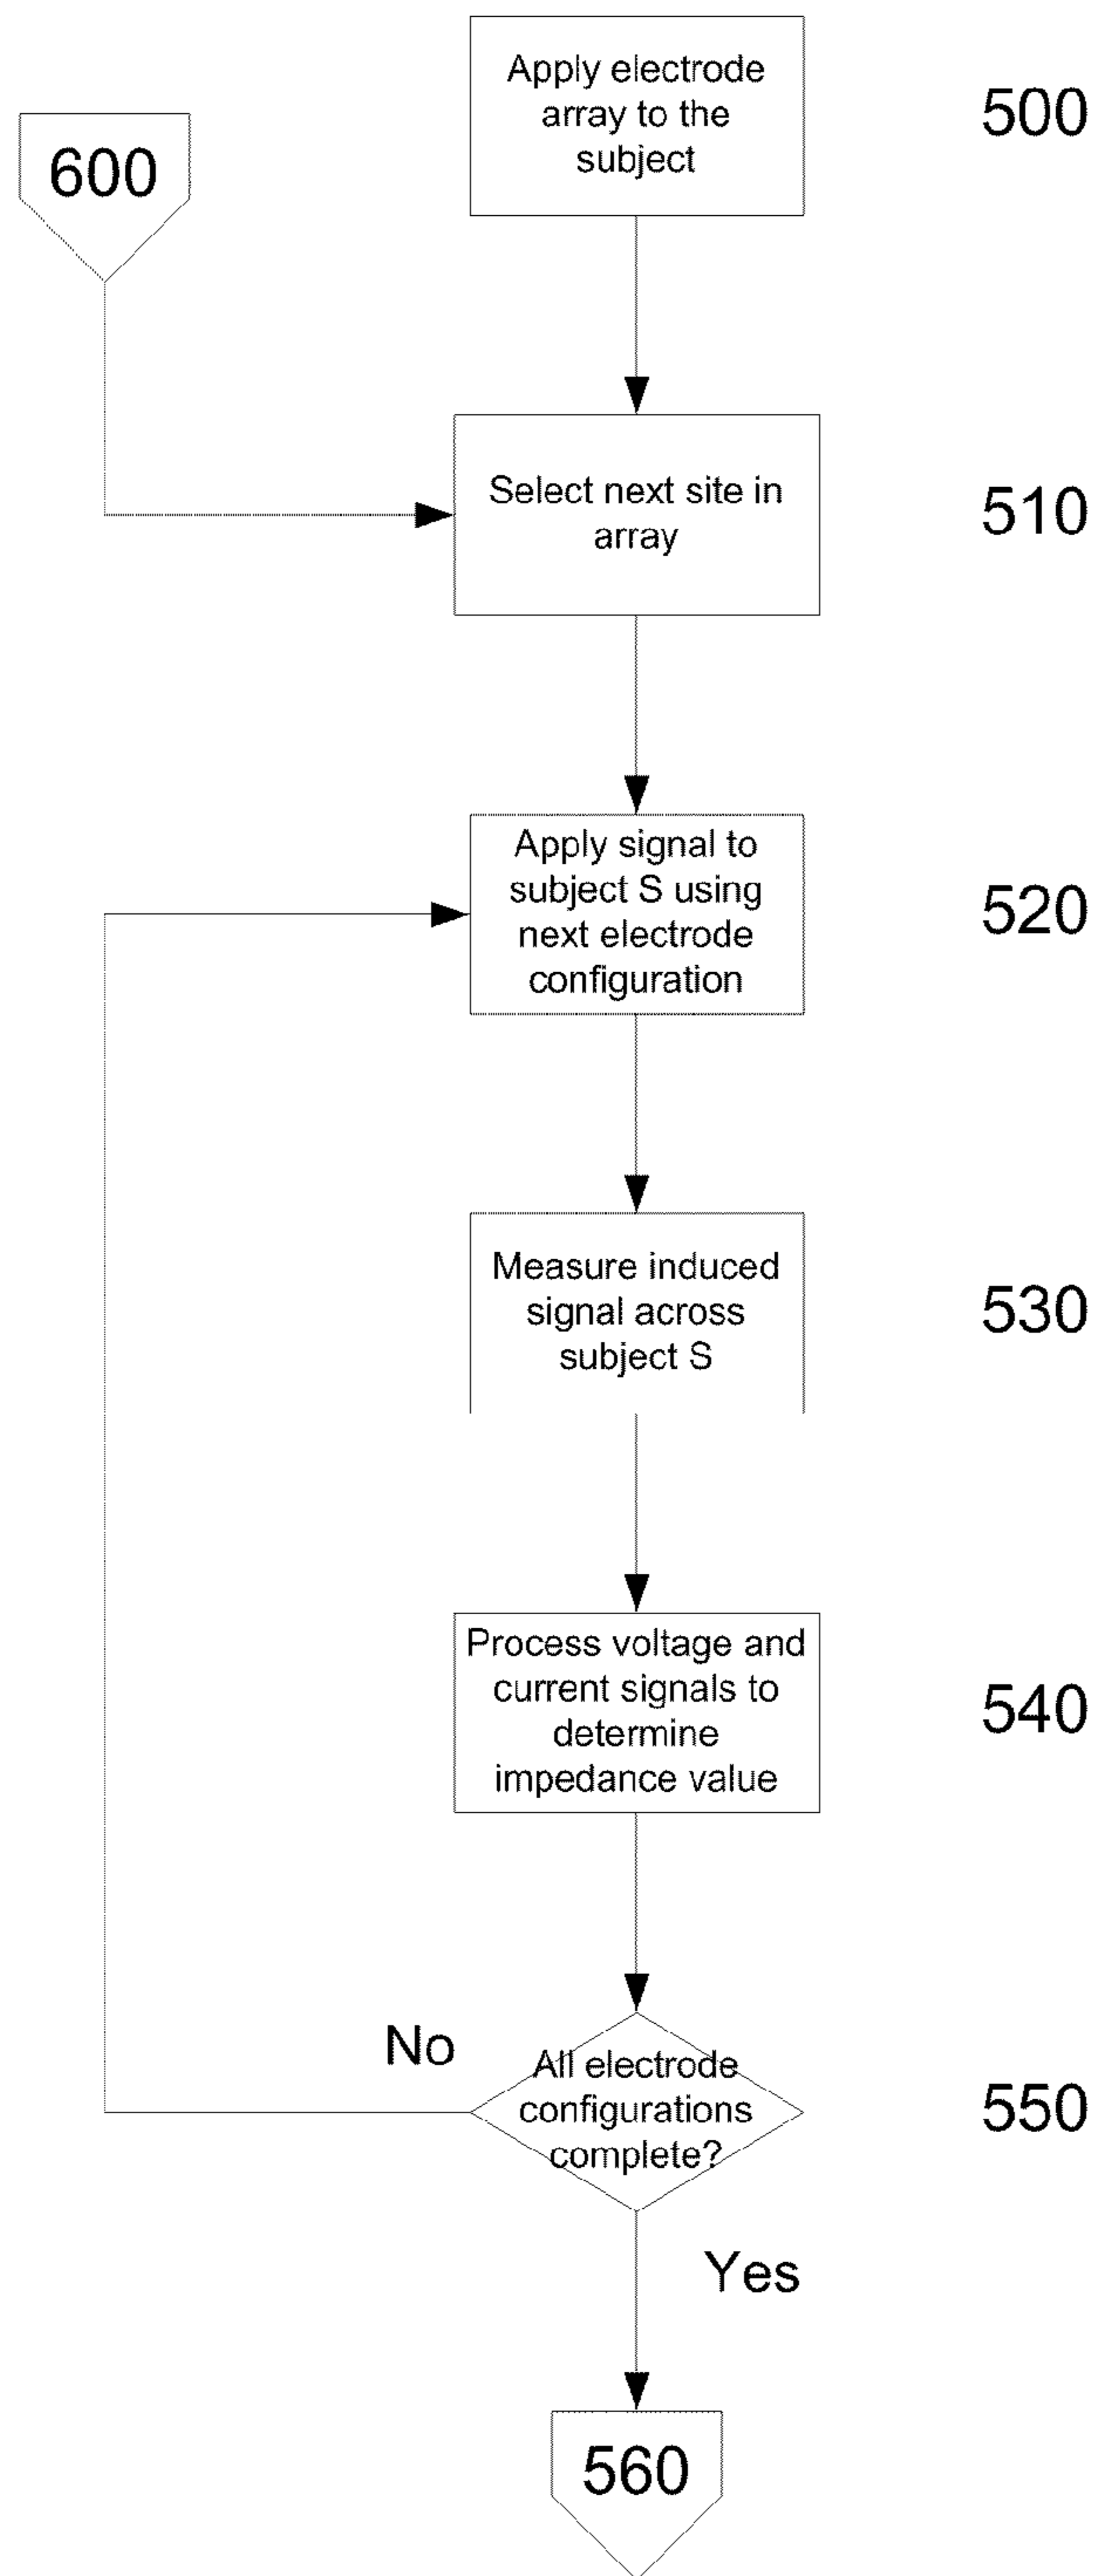 Apply electrode
array to the
subject
500
600
Select next site in
array
510
Apply signal to
subject S using
next electrode
configuration
520
Measure induced
signal across
subject S
530
Process voltage and
current signals to
determine
impedance value
540
No
All electrode
configurations
complete?
550
Yes
560